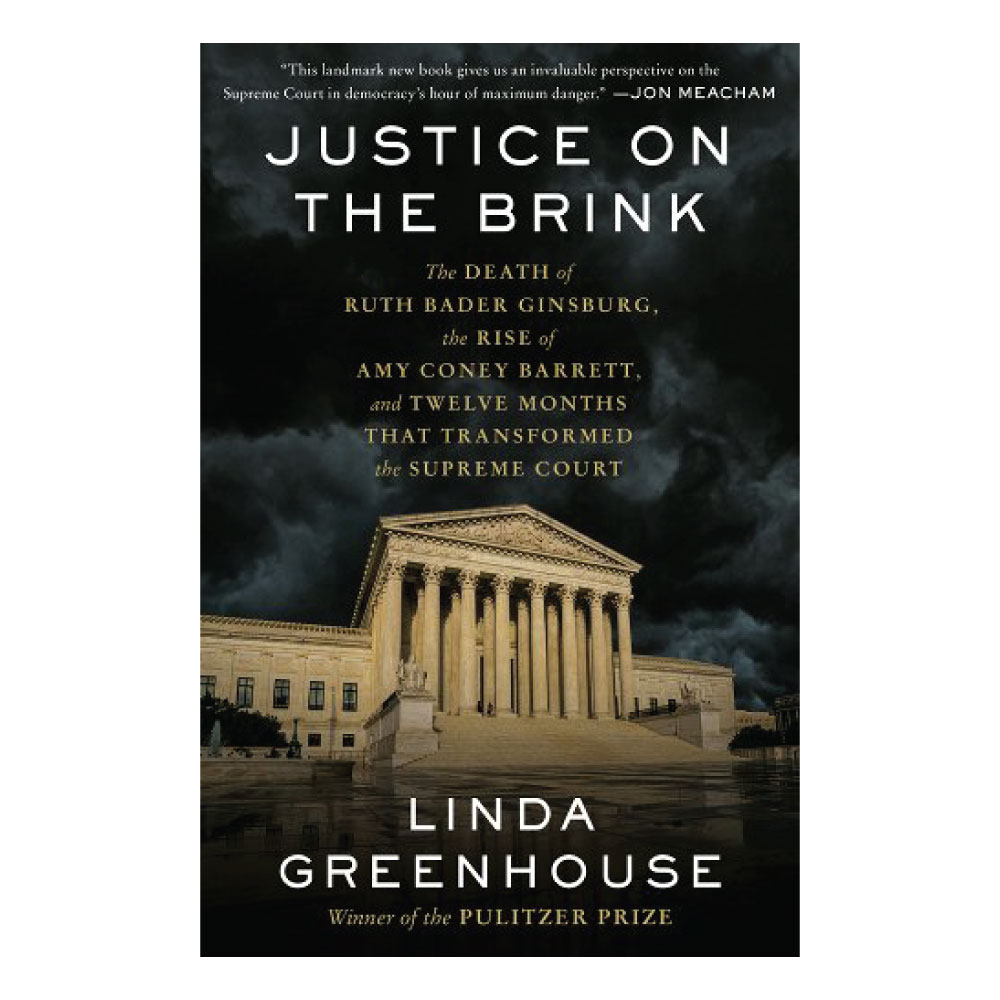 “This landmark new book gives us an invaluable perspective on the
Supreme Court in democracy’s hour of maximum danger.” —JON MEACHAM
JUSTICE ON
THE BRINK
The DEATH of
RUTH BADER GINSBURG,
the RISE of
AMY CONEY BARRETT,
and TWELVE MONTHS
THAT TRANSFORMED
the SUPREME COURT
LINDA
GREENHOUSE
Winner of the PULITZER PRIZE